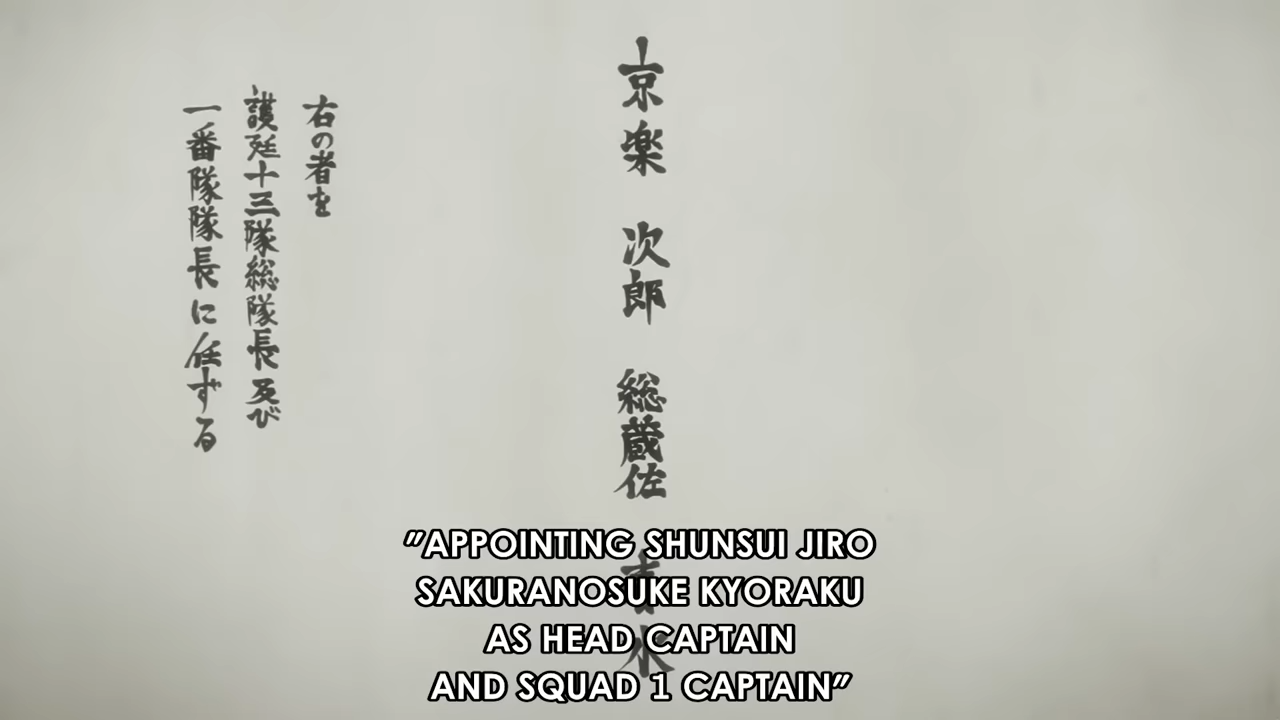 京楽 次郎 総蔵佐 春水
右の者を
護廷十三隊総隊長及び
一番隊隊長に任ずる
"APPOINTING SHUNSUI JIRO
SAKURANOSUKE KYORAKU
AS HEAD CAPTAIN
AND SQUAD 1 CAPTAIN"